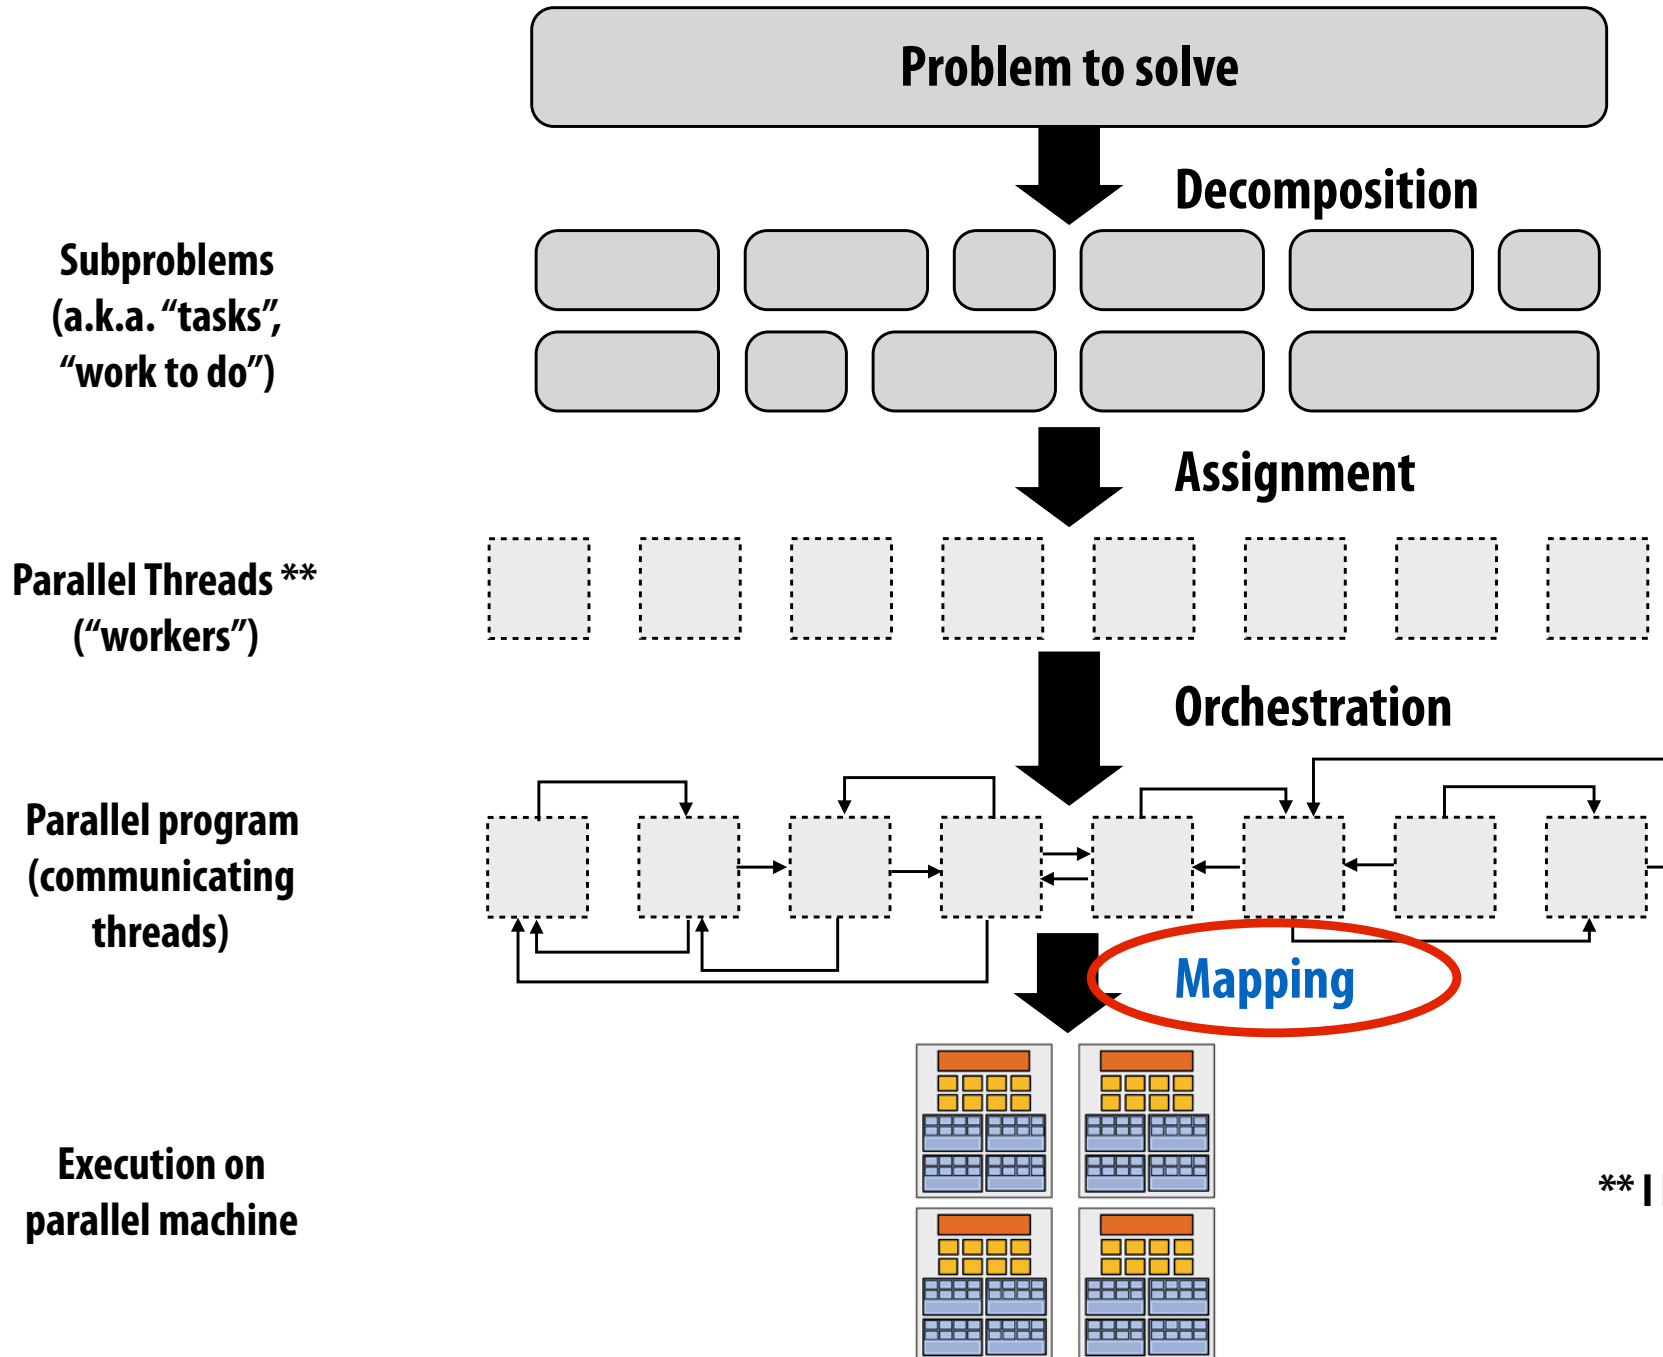 Problem to solve
Decomposition
Subproblems
(a.k.a. “tasks”,
“work to do”)
Assignment
Parallel Threads **
(“workers”)
Orchestration
Parallel program
(communicating
threads)
Mapping
Execution on
parallel machine
**